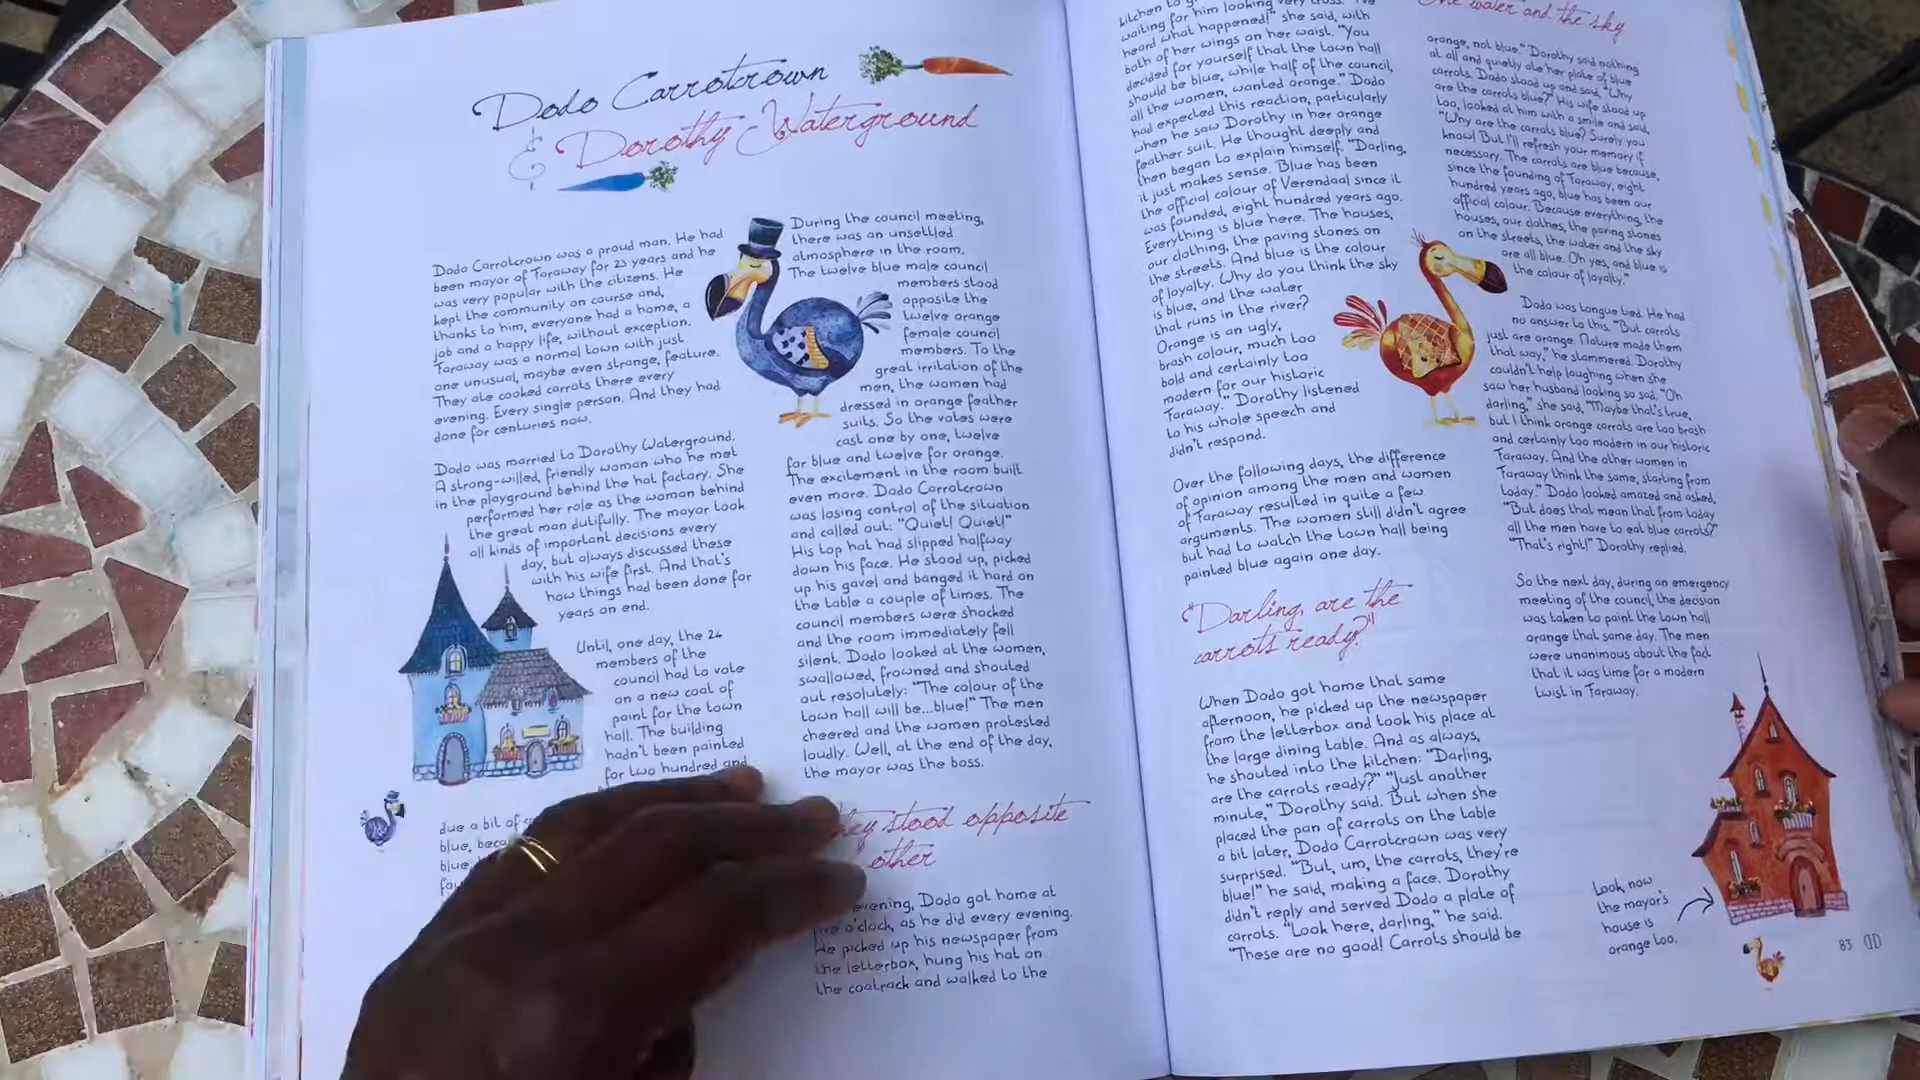 Dodo Carrotcrown
& Dorothy Waterground
Dodo Carrotcrown was a proud man. He had
been mayor of Faraway for 23 years and he
was very popular with the citizens. He
kept the community on course and,
thanks to him, everyone had a home, a
job and a happy life, without exception.
Faraway was a normal town with just
one unusual, maybe even strange, feature.
They ate cooked carrots there every
evening. Every single person. And they had
done for centuries now.
Dodo was married to Dorothy Waterground.
A strong-willed, friendly woman who he met
in the playground behind the hat factory. She
performed her role as the woman behind
the great man dutifully. The mayor took
all kinds of important decisions every
day, but always discussed these
with his wife first. And that's
how things had been done for
years on end.
Until, one day, the 24
members of the
council had to vote
on a new coat of
paint for the town
hall. The building
hadn't been painted
for two hundred and
due a bit of
blue,
blue,
During the council meeting,
there was an unsettled
atmosphere in the room.
The twelve blue male council
members stood
opposite the
twelve orange
female council
members. To the
great irritation of the
men, the women had
dressed in orange feather
suits. So the votes were
cast one by one, twelve
for blue and twelve for orange.
The excitement in the room built
even more. Dodo Carrotcrown
was losing control of the situation
and called out: "Quiet! Quiet!"
His top hat had slipped halfway
down his face. He stood up, picked
up his gavel and banged it hard on
the table a couple of times. The
council members were shocked
and the room immediately fell
silent. Dodo looked at the women,
swallowed, frowned and shouted
out resolutely: "The colour of the
town hall will be...blue!" The men
cheered and the women protested
loudly. Well, at the end of the day,
the mayor was the boss.
they stood opposite
other
evening, Dodo got home at
o'clock, as he did every evening.
He picked up his newspaper from
the letterbox, hung his hat on
the coatrack and walked to the
kitchen to
waiting for him looking very cross. "I've
heard what happened!" she said, with
both of her wings on her waist. "You
decided for yourself that the town hall
should be blue, while half of the council,
all the women, wanted orange." Dodo
had expected this reaction, particularly
when he saw Dorothy in her orange
feather suit. He thought deeply and
then began to explain himself. "Darling,
it just makes sense. Blue has been
the official colour of Verendaal since it
was founded, eight hundred years ago.
Everything is blue here. The houses,
our clothing, the paving stones on
the streets. And blue is the colour
of loyalty. Why do you think the sky
is blue, and the water
that runs in the river?
Orange is an ugly,
brash colour, much too
bold and certainly too
modern for our historic
Faraway." Dorothy listened
to his whole speech and
didn't respond.
Over the following days, the difference
of opinion among the men and women
of Faraway resulted in quite a few
arguments. The women still didn't agree
but had to watch the town hall being
painted blue again one day.
"Darling, are the
carrots ready?"
When Dodo got home that same
afternoon, he picked up the newspaper
from the letterbox and took his place at
the large dining table. And as always,
he shouted into the kitchen: "Darling,
are the carrots ready?" "Just another
minute," Dorothy said. But when she
placed the pan of carrots on the table
a bit later, Dodo Carrotcrown was very
surprised. "But, um, the carrots, they're
blue!" he said, making a face. Dorothy
didn't reply and served Dodo a plate of
carrots. "Look here, darling," he said.
"These are no good! Carrots should be
The water and the sky
orange, not blue." Dorothy said nothing
at all and quietly ate her plate of blue
carrots. Dodo stood up and said, "Why
are the carrots blue?" His wife stood up
too, looked at him with a smile and said,
"Why are the carrots blue? Surely you
know! But I'll refresh your memory if
necessary. The carrots are blue because,
since the founding of Faraway, eight
hundred years ago, blue has been our
official colour. Because everything, the
houses, our clothes, the paving stones
on the streets, the water and the sky
are all blue. Oh yes, and blue is
the colour of loyalty."
Dodo was tongue tied. He had
no answer to this. "But carrots
just are orange. Nature made them
that way," he stammered. Dorothy
couldn't help laughing when she
saw her husband looking so sad. "Oh
darling," she said, "Maybe that's true,
but I think orange carrots are too brash
and certainly too modern in our historic
Faraway. And the other women in
Faraway think the same, starting from
today." Dodo looked amazed and asked,
"But does that mean that from today
all the men have to eat blue carrots?"
"That's right!" Dorothy replied.
So the next day, during an emergency
meeting of the council, the decision
was taken to paint the town hall
orange that same day. The men
were unanimous about the fact
that it was time for a modern
twist in Faraway.
Look, now
the mayor's
house is
orange too.
83